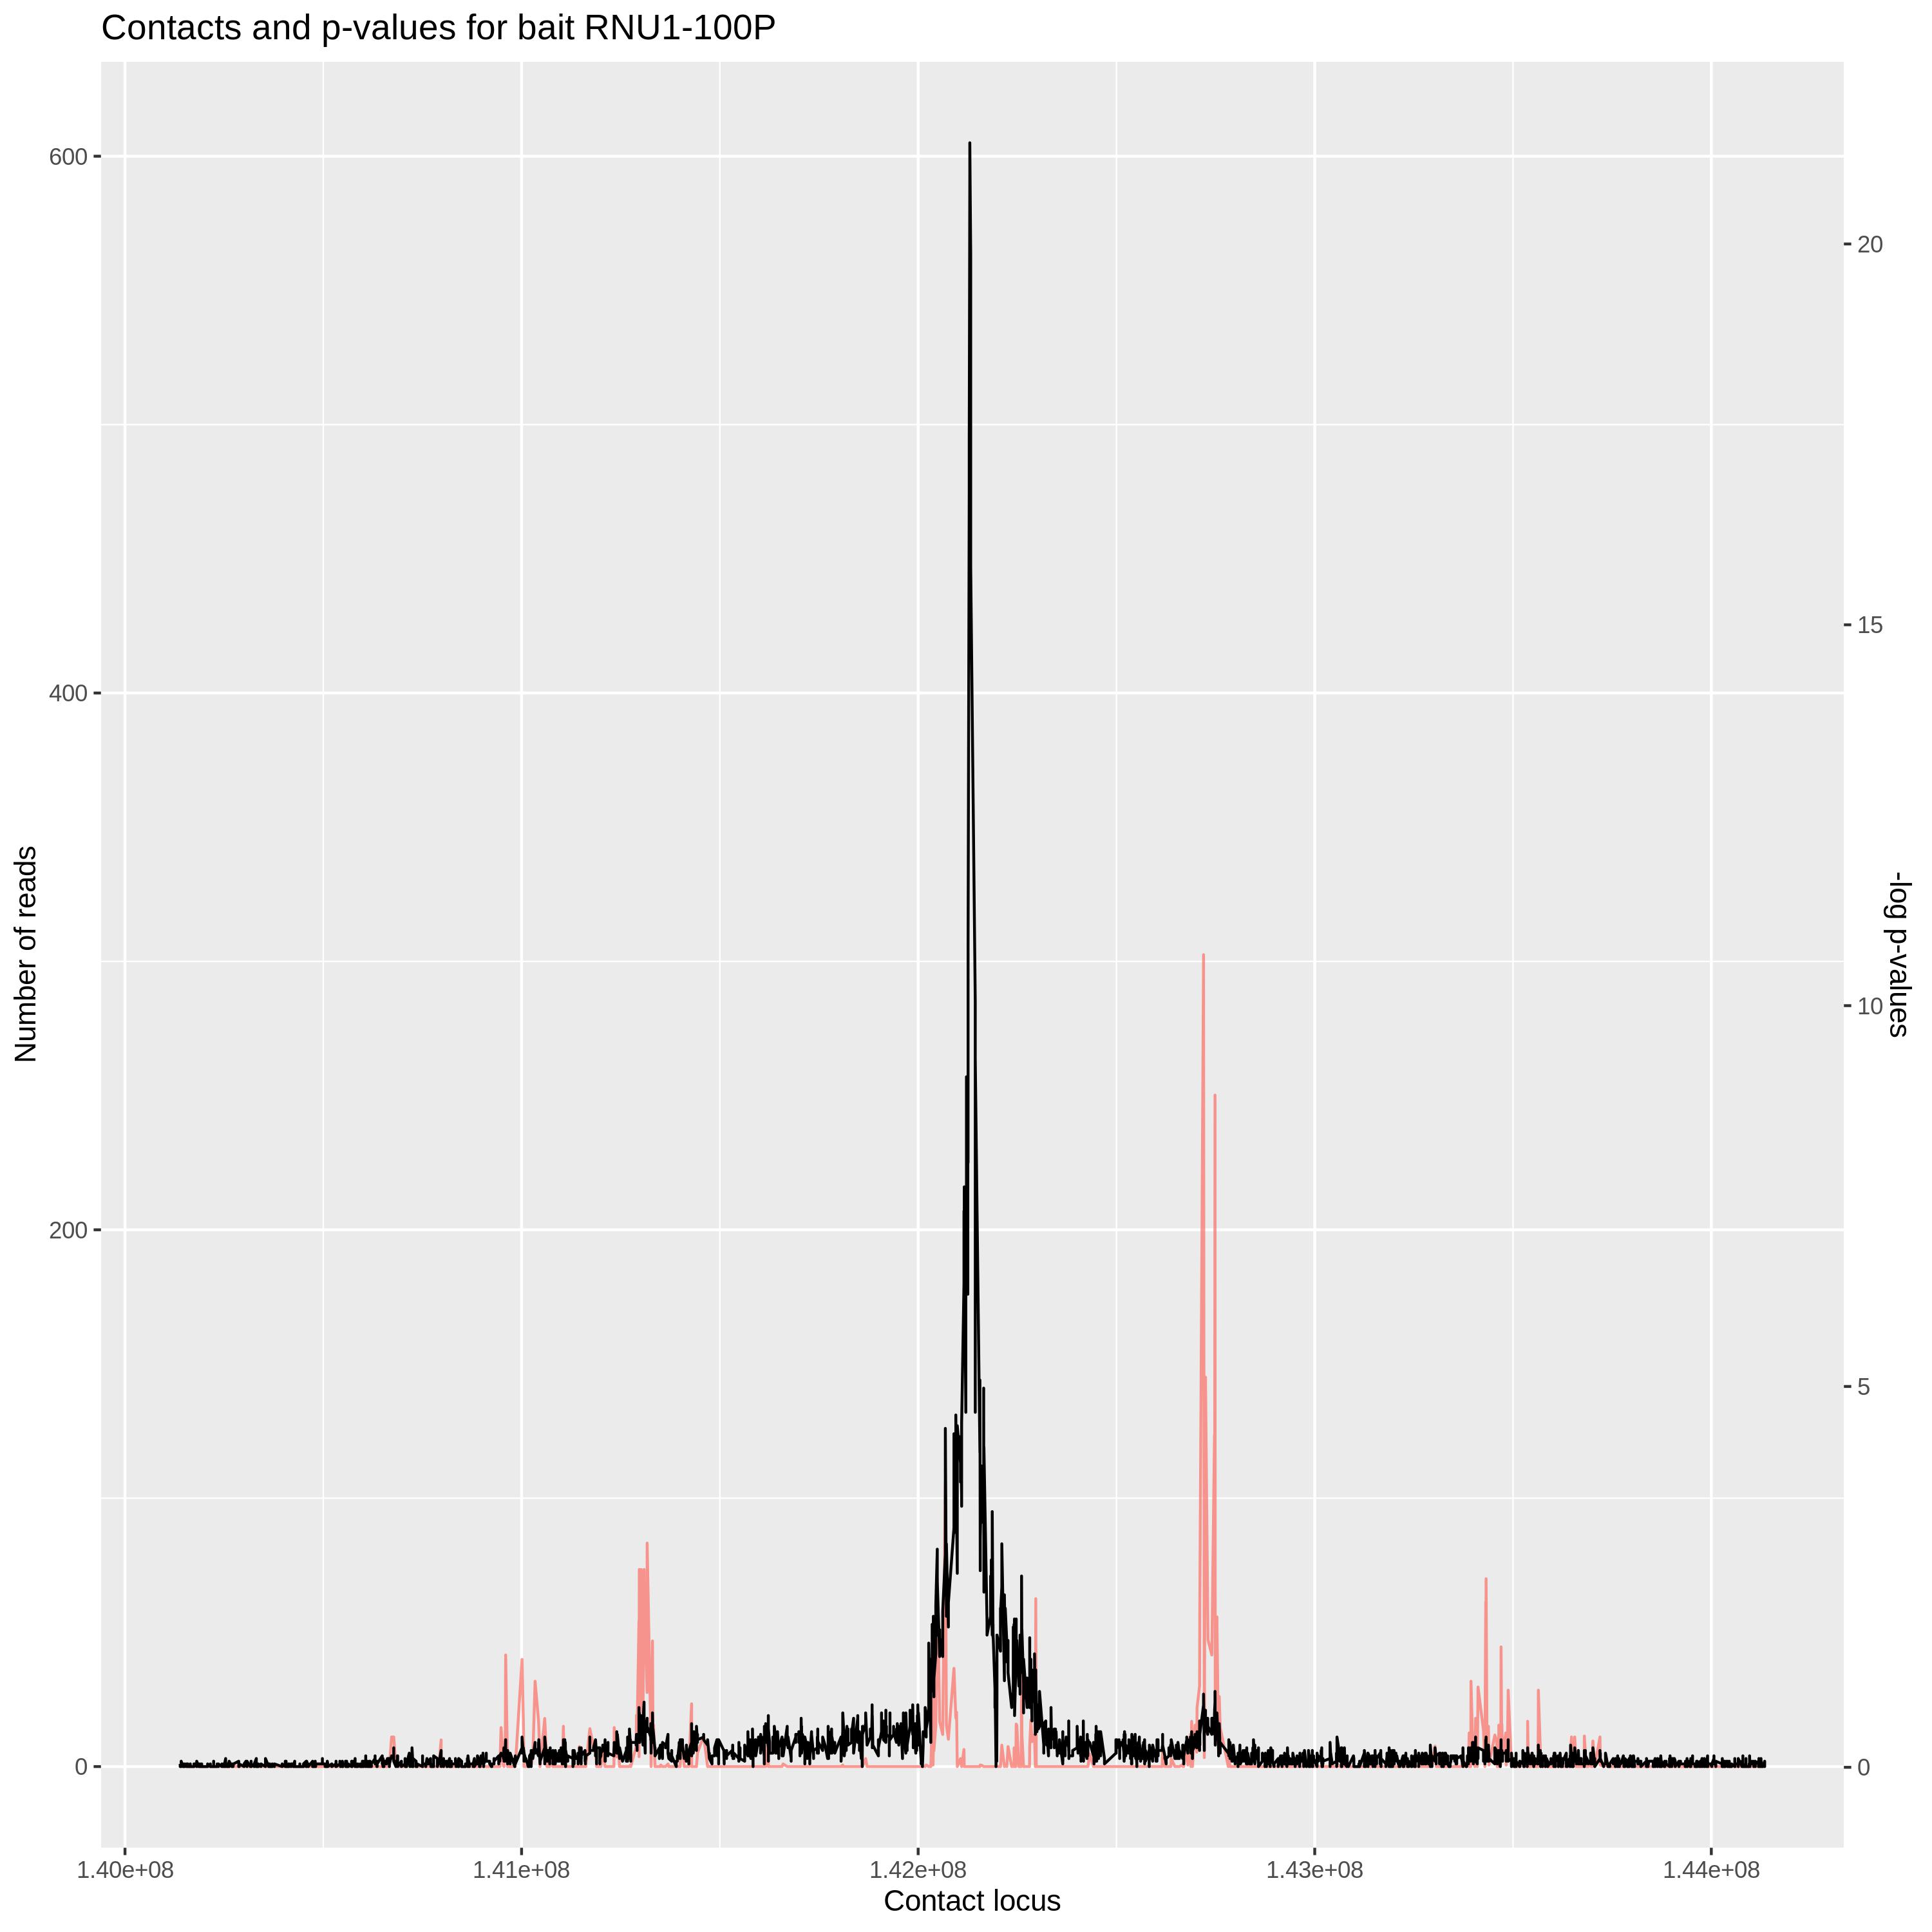 Contacts and p-values for bait RNU1-100P
600
400
200
0
20
15
10
5
0
Number of reads
-log p-values
1.40e+08 1.41e+08 1.42e+08 1.43e+08 1.44e+08
Contact locus